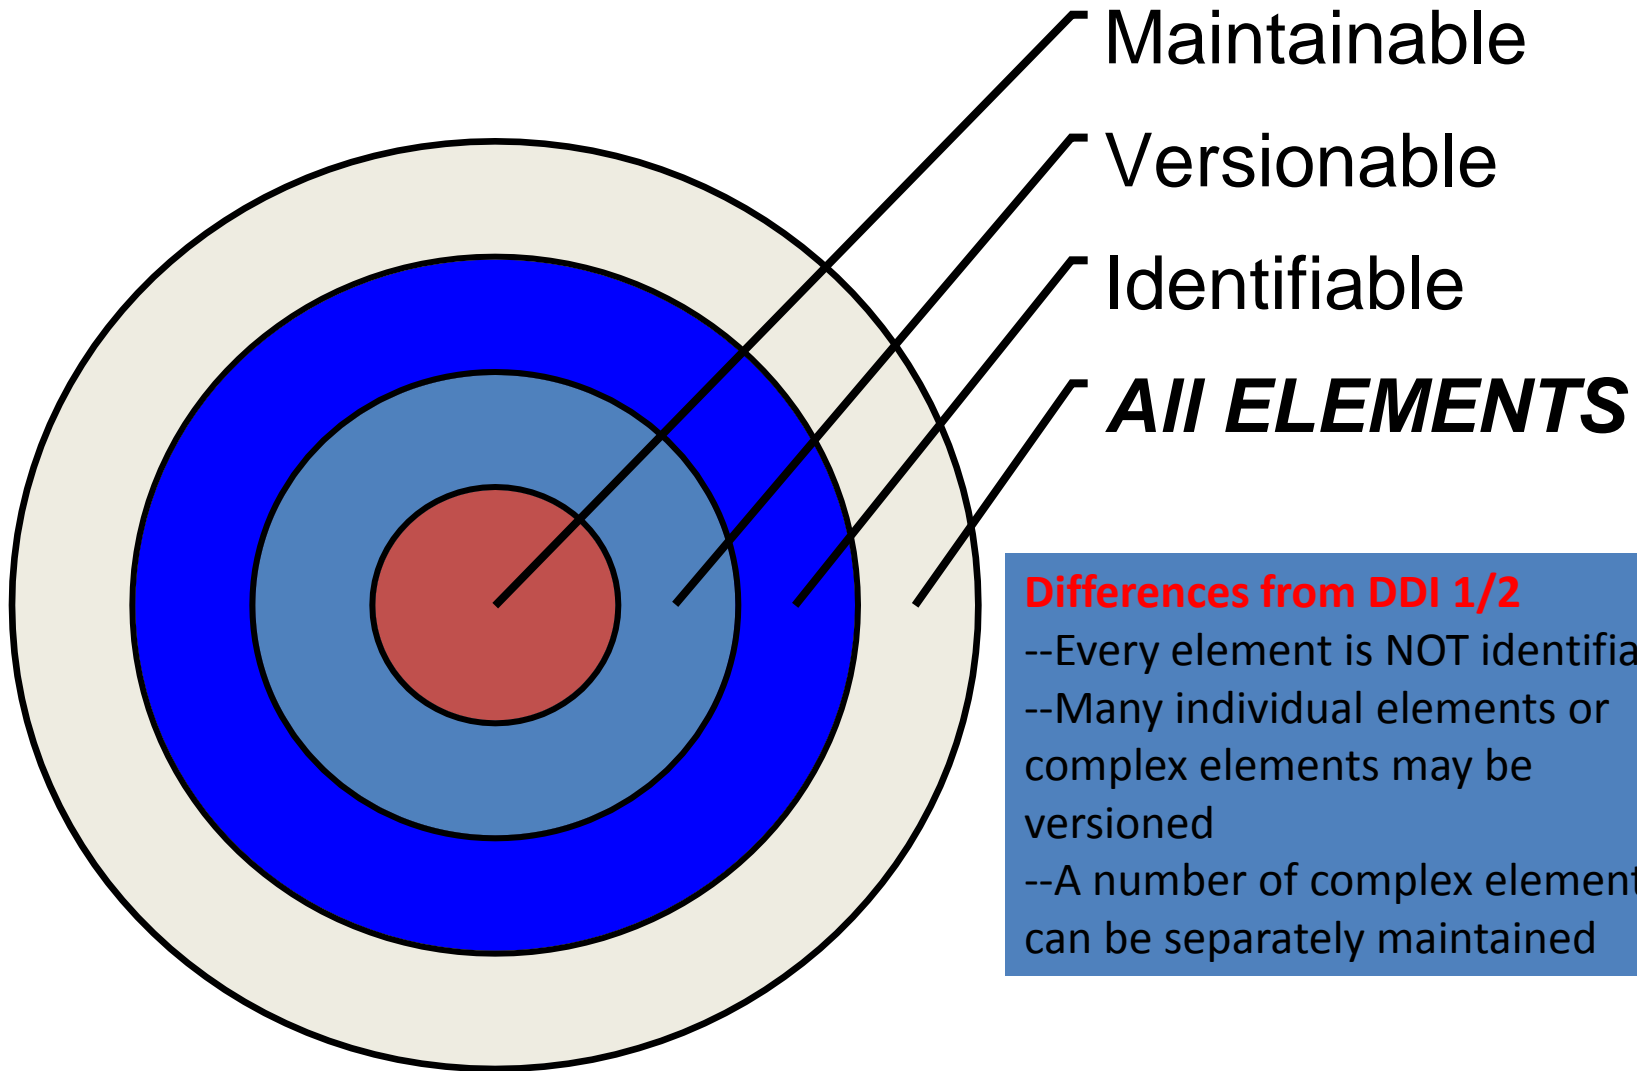 Maintainable
Versionable
Identifiable
All ELEMENTS
Differences from DDI 1/2
--Every element is NOT identifia
--Many individual elements or
complex elements may be
versioned
--A number of complex element
can be separately maintained